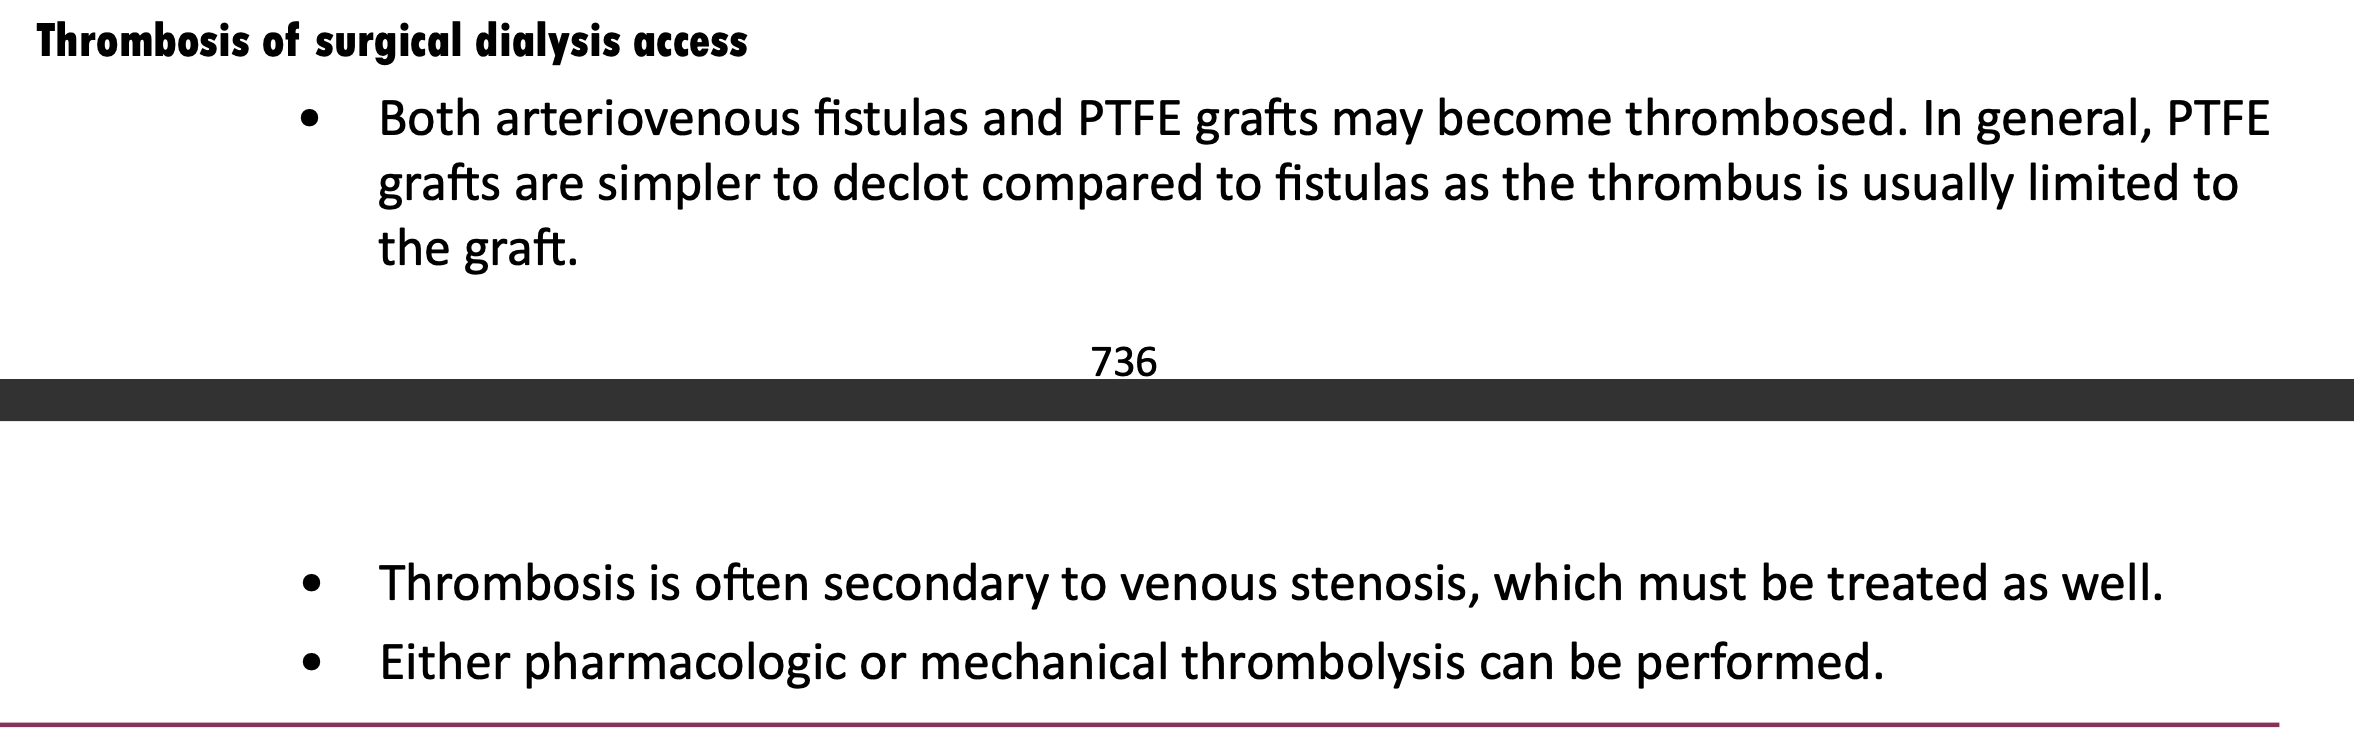 Thrombosis of surgical dialysis access
• Both arteriovenous fistulas and PTFE grafts may become thrombosed. In general, PTFE
grafts are simpler to declot compared to fistulas as the thrombus is usually limited to
the graft.
736
• Thrombosis is often secondary to venous stenosis, which must be treated as well.
• Either pharmacologic or mechanical thrombolysis can be performed.